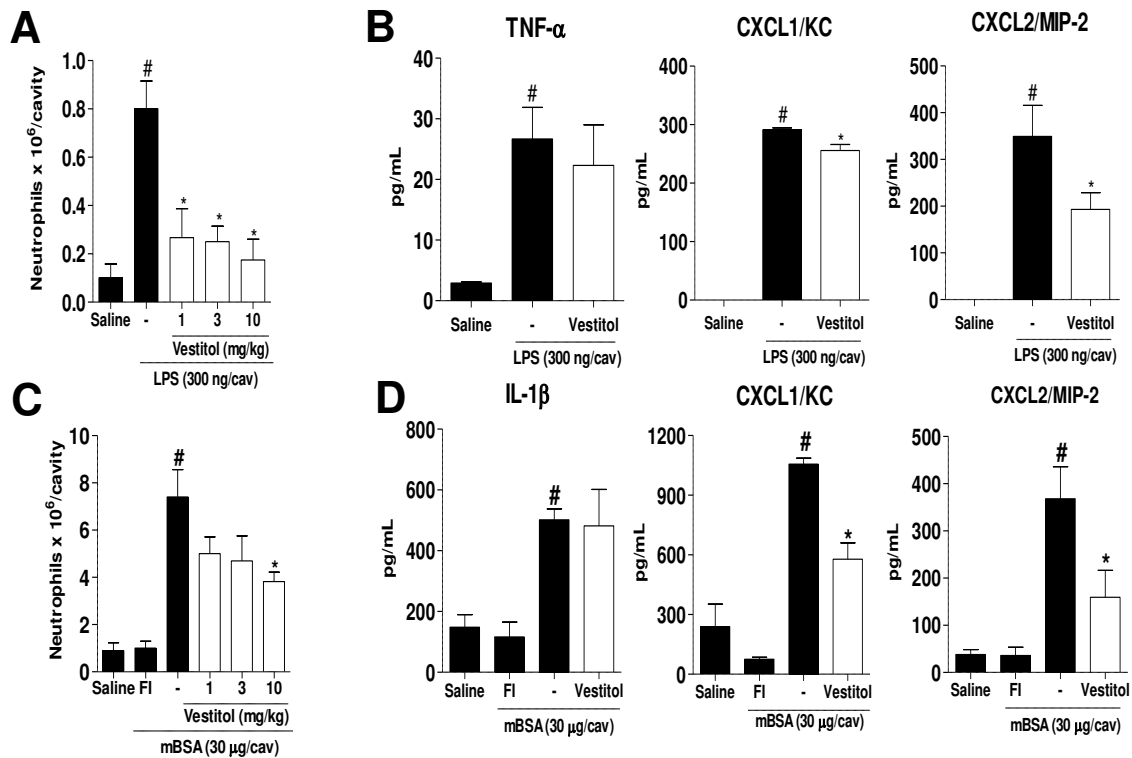 A
Neutrophils x 10⁶/cavity
1.0
0.8
0.6
0.4
0.2
0.0
#
*
*
*
Saline - 1 3 10
Vestitol (mg/kg)
LPS (300 ng/cav)
B
TNF-α
pg/mL
40
30
20
10
0
#
Saline - Vestitol
LPS (300 ng/cav)
CXCL1/KC
pg/mL
400
300
200
100
0
#
*
Saline - Vestitol
LPS (300 ng/cav)
CXCL2/MIP-2
pg/mL
500
400
300
200
100
0
#
*
Saline - Vestitol
LPS (300 ng/cav)
C
Neutrophils x 10⁶/cavity
10
8
6
4
2
0
#
*
Saline FI - 1 3 10
Vestitol (mg/kg)
mBSA (30 µg/cav)
D
IL-1β
pg/mL
800
600
400
200
0
#
Saline FI - Vestitol
mBSA (30 µg/cav)
CXCL1/KC
pg/mL
1200
900
600
300
0
#
*
Saline FI - Vestitol
mBSA (30 µg/cav)
CXCL2/MIP-2
pg/mL
500
400
300
200
100
0
#
*
Saline FI - Vestitol
mBSA (30 µg/cav)